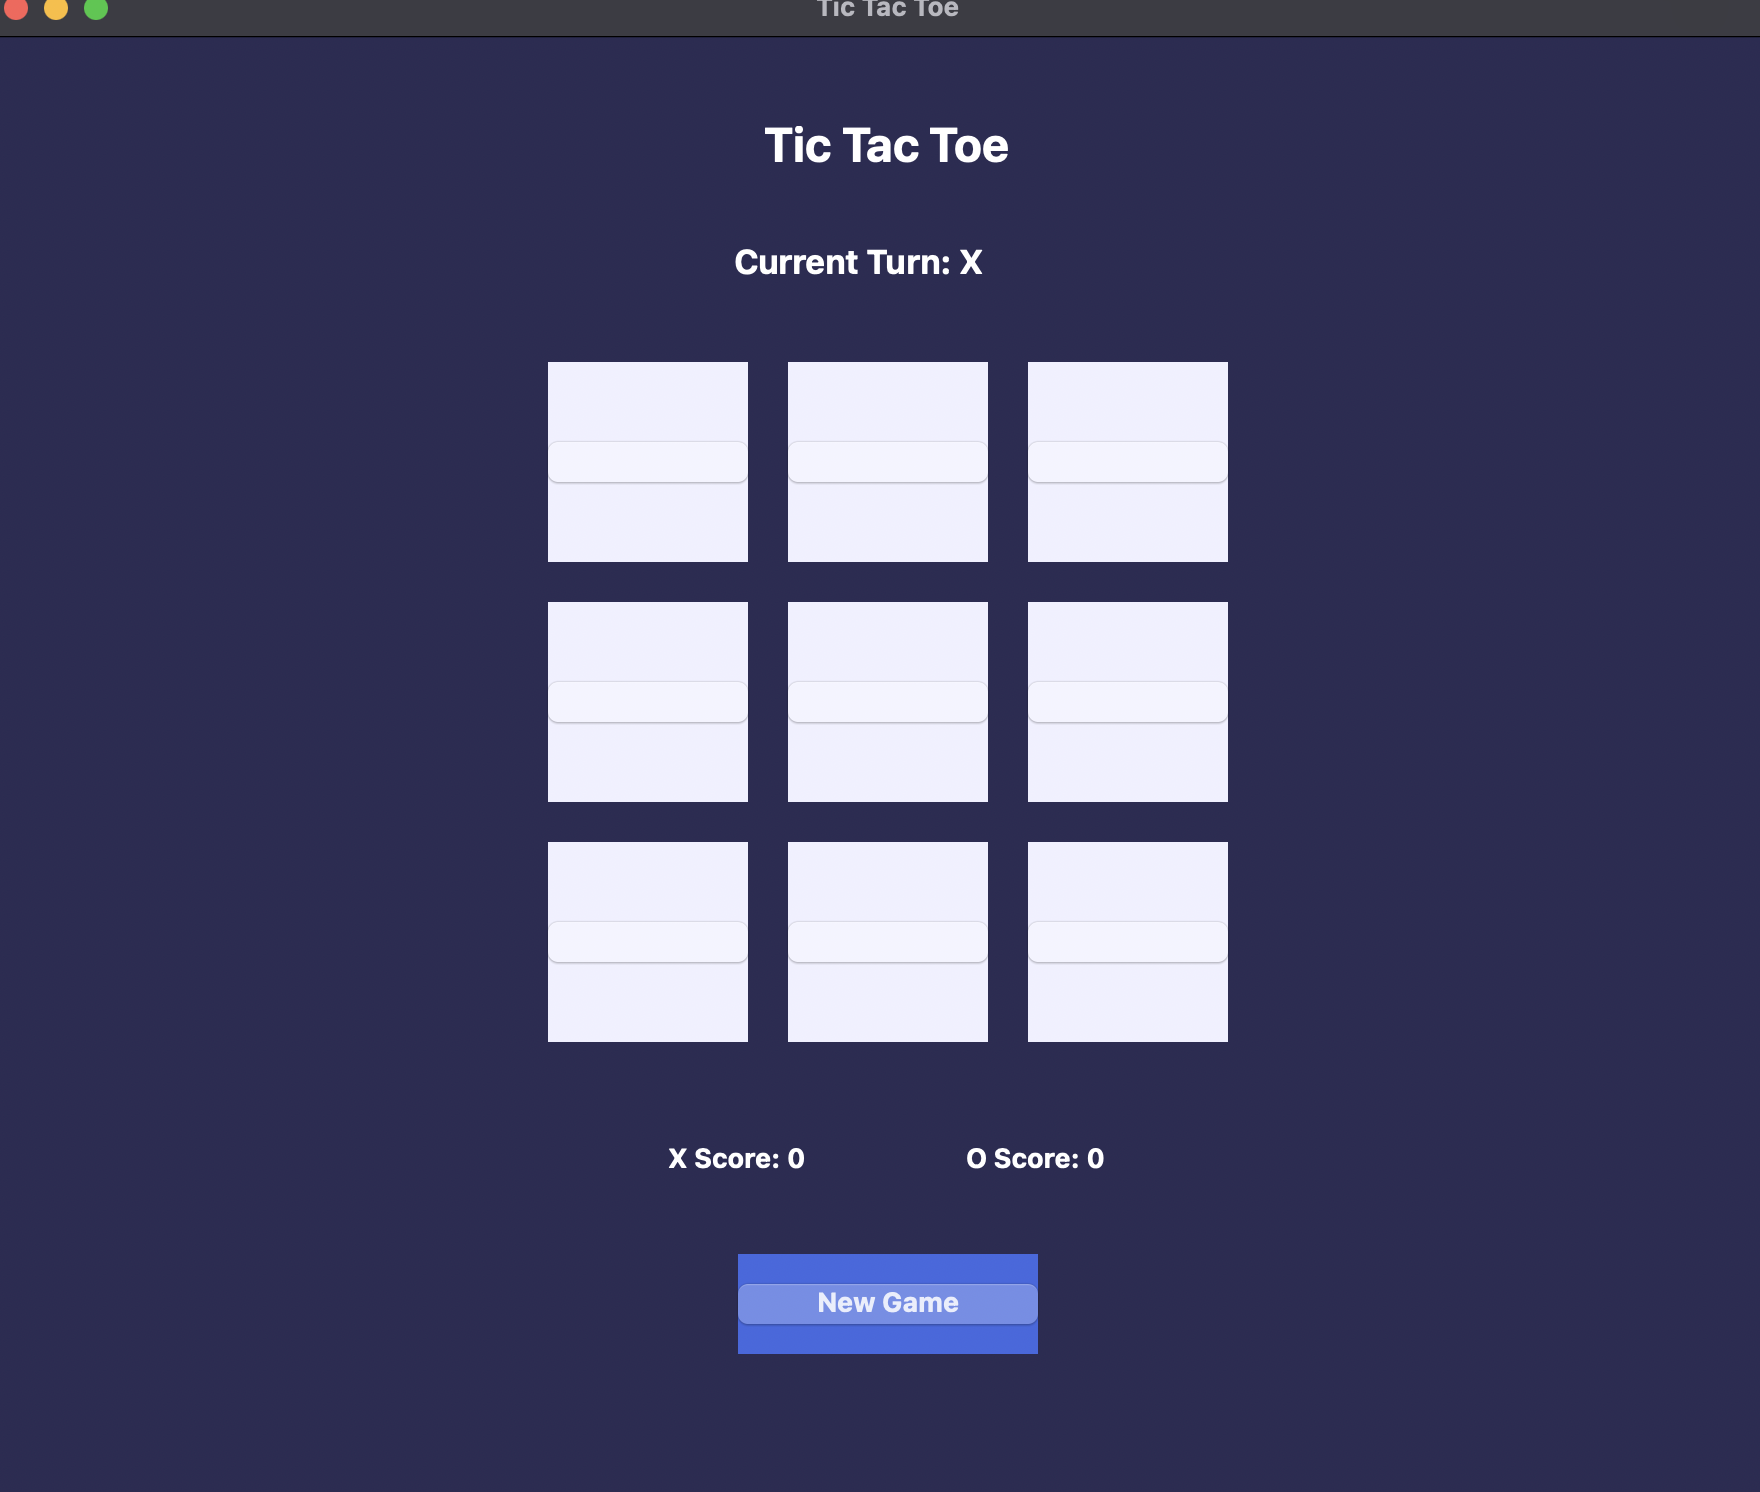 Tic Tac Toe
Tic Tac Toe
Current Turn: X
X Score: 0
O Score: 0
New Game